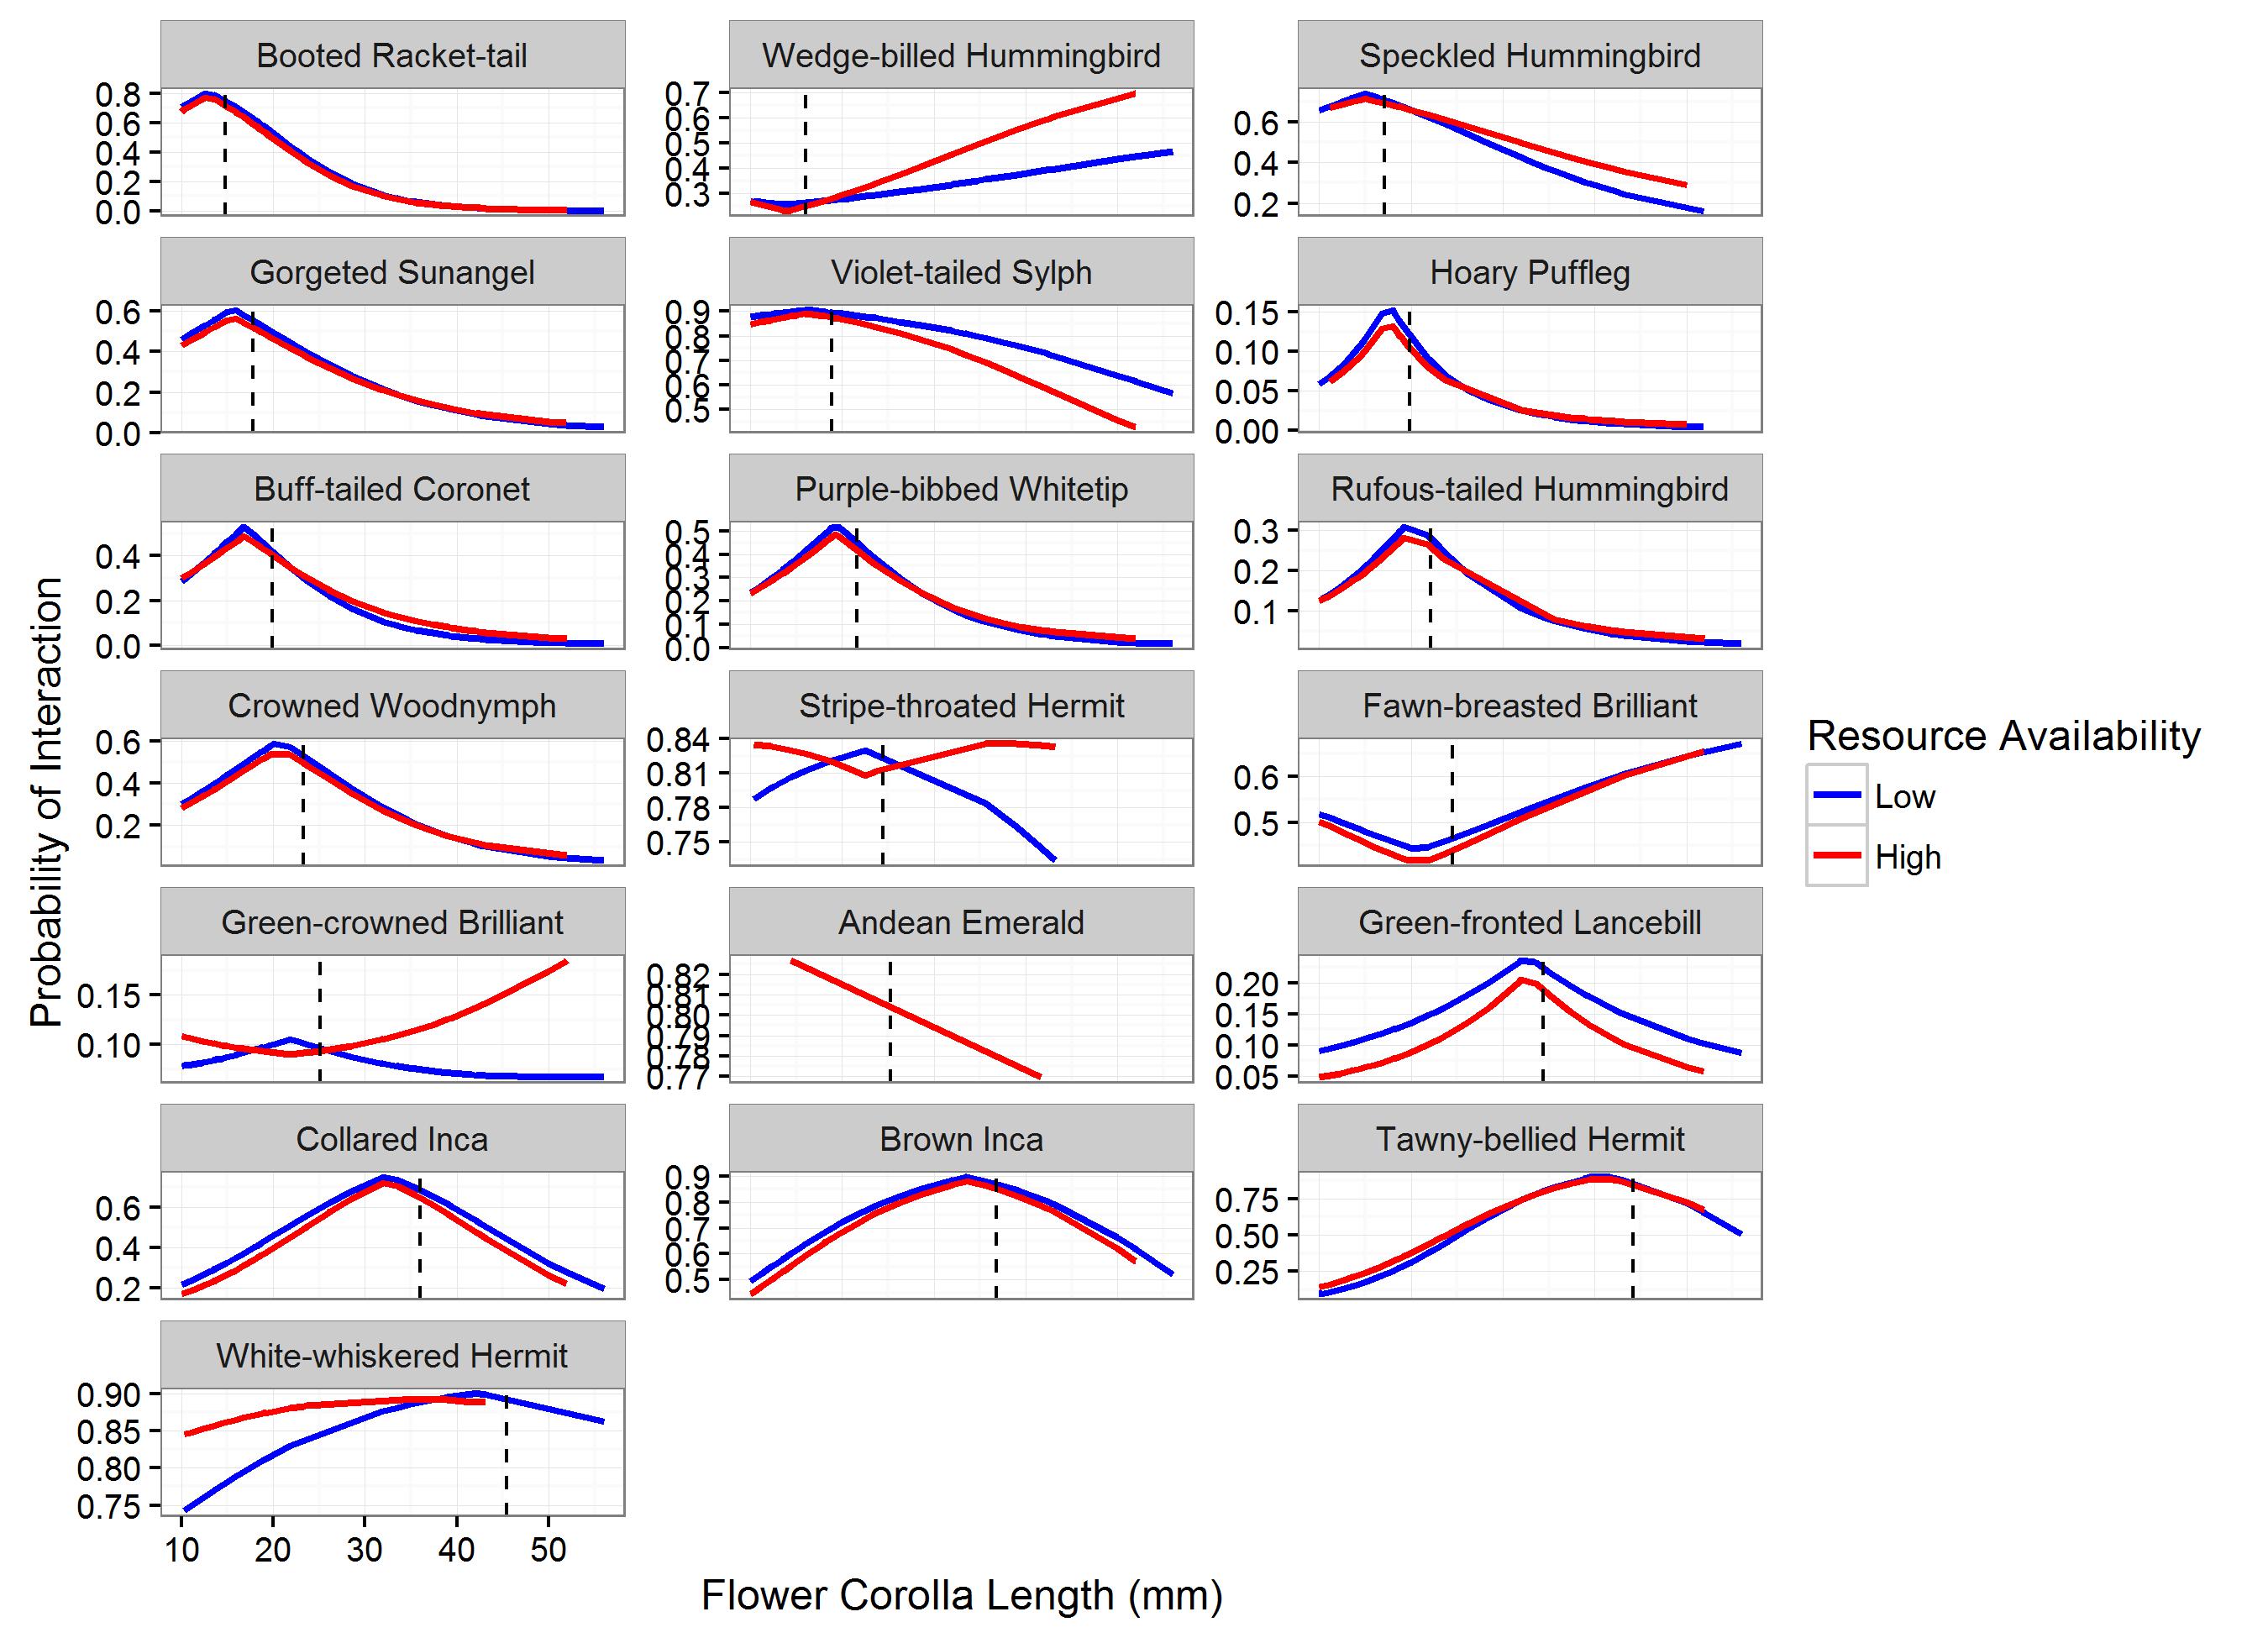 Booted Racket-tail
Wedge-billed Hummingbird
Speckled Hummingbird
0.8
0.6
0.4
0.2
0.0
0.7
0.6
0.5
0.4
0.3
0.6
0.4
0.2
Gorgeted Sunangel
Violet-tailed Sylph
Hoary Puffleg
0.6
0.4
0.2
0.0
0.9
0.8
0.7
0.6
0.5
0.15
0.10
0.05
0.00
Buff-tailed Coronet
Purple-bibbed Whitetip
Rufous-tailed Hummingbird
0.4
0.2
0.0
0.5
0.4
0.3
0.2
0.1
0.0
0.3
0.2
0.1
Crowned Woodnymph
Stripe-throated Hermit
Fawn-breasted Brilliant
0.6
0.4
0.2
0.84
0.81
0.78
0.75
0.6
0.5
Green-crowned Brilliant
Andean Emerald
Green-fronted Lancebill
0.15
0.10
0.82
0.81
0.80
0.79
0.78
0.77
0.20
0.15
0.10
0.05
Collared Inca
Brown Inca
Tawny-bellied Hermit
0.6
0.4
0.2
0.9
0.8
0.7
0.6
0.5
0.75
0.50
0.25
White-whiskered Hermit
0.90
0.85
0.80
0.75
10 20 30 40 50
Flower Corolla Length (mm)
Probability of Interaction
Resource Availability
Low
High